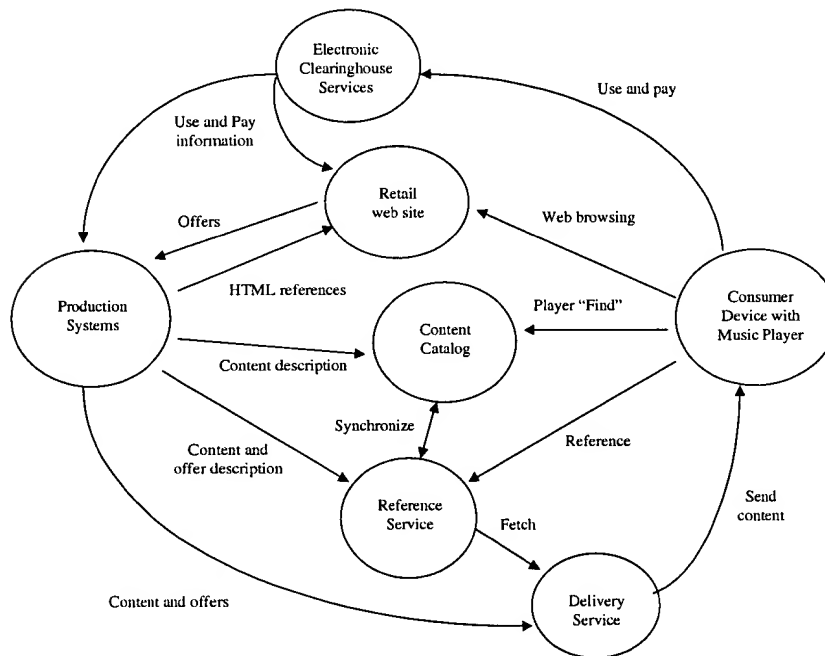 Electronic
Clearinghouse
Services
Use and pay
Use and Pay
information
Retail
web site
Offers
Web browsing
HTML references
Production
Systems
Content
Catalog
Player “Find”
Consumer
Device with
Music Player
Content description
Synchronize
Content and
offer description
Reference
Reference
Service
Fetch
Send
content
Content and offers
Delivery
Service